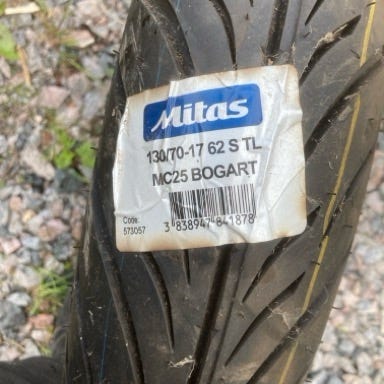 Mitas
130/70-17 62 S TL
MC25 BOGART
Code:
573057
3 838947 841878